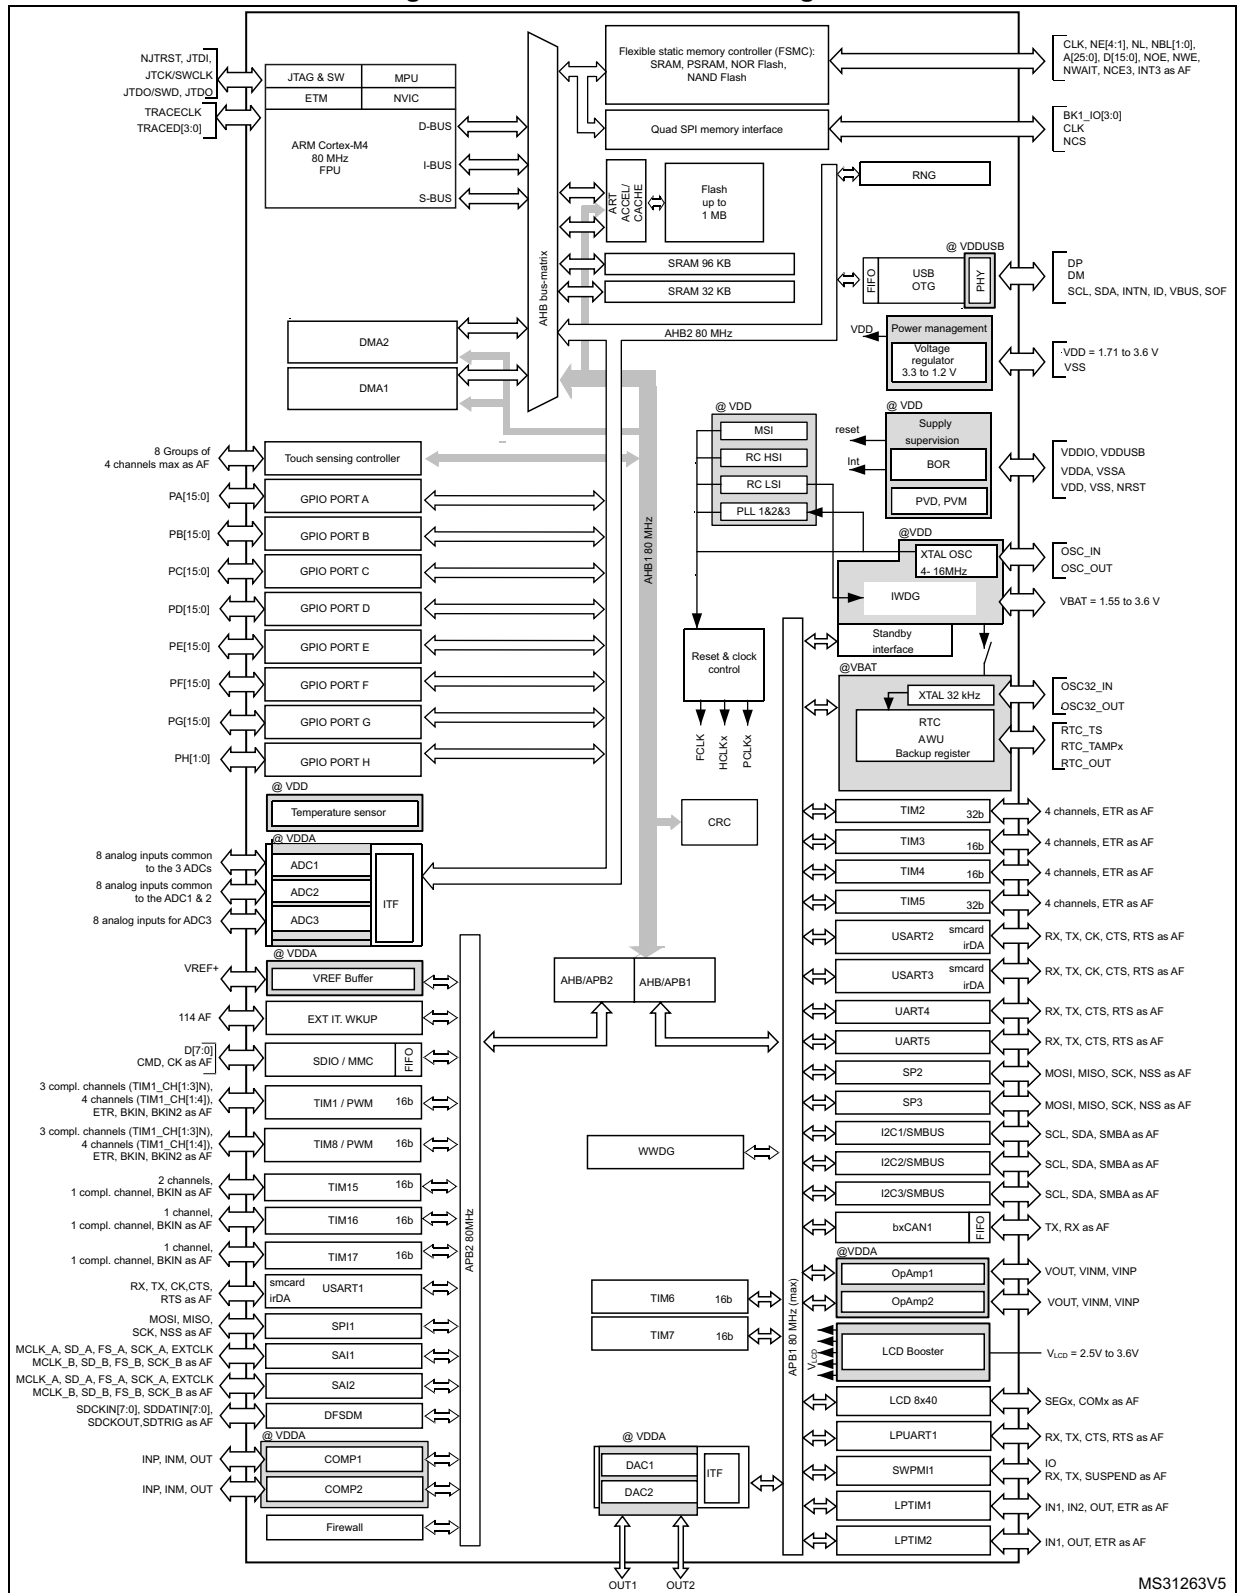 NJTRST, JTDI,
JTCK/SWCLK
JTDO/SWD, JTDO
TRACECLK
TRACED[3:0]
JTAG & SW
MPU
ETM
NVIC
ARM Cortex-M4
80 MHz
FPU
D-BUS
I-BUS
S-BUS
AHB bus-matrix
Flexible static memory controller (FSMC):
SRAM, PSRAM, NOR Flash,
NAND Flash
CLK, NE[4:1], NL, NBL[1:0],
A[25:0], D[15:0], NOE, NWE,
NWAIT, NCE3, INT3 as AF
Quad SPI memory interface
BK1_IO[3:0]
CLK
NCS
ART
ACCEL/
CACHE
Flash
up to
1 MB
RNG
SRAM 96 KB
SRAM 32 KB
@ VDDUSB
FIFO
USB
OTG
PHY
DP
DM
SCL, SDA, INTN, ID, VBUS, SOF
DMA2
DMA1
AHB2 80 MHz
VDD
Power management
Voltage
regulator
3.3 to 1.2 V
VDD = 1.71 to 3.6 V
VSS
@ VDD
MSI
RC HSI
RC LSI
PLL 1&2&3
@ VDD
reset
Int
Supply
supervision
BOR
PVD, PVM
VDDIO, VDDUSB
VDDA, VSSA
VDD, VSS, NRST
8 Groups of
4 channels max as AF
Touch sensing controller
PA[15:0]
GPIO PORT A
PB[15:0]
GPIO PORT B
PC[15:0]
GPIO PORT C
PD[15:0]
GPIO PORT D
PE[15:0]
GPIO PORT E
PF[15:0]
GPIO PORT F
PG[15:0]
GPIO PORT G
PH[1:0]
GPIO PORT H
AHB1 80 MHz
@VDD
XTAL OSC
4- 16MHz
OSC_IN
OSC_OUT
IWDG
VBAT = 1.55 to 3.6 V
Standby
interface
Reset & clock
control
FCLK
HCLKx
PCLKx
@VBAT
XTAL 32 kHz
RTC
AWU
Backup register
OSC32_IN
OSC32_OUT
RTC_TS
RTC_TAMPx
RTC_OUT
@ VDD
Temperature sensor
@ VDDA
8 analog inputs common
to the 3 ADCs
8 analog inputs common
to the ADC1 & 2
8 analog inputs for ADC3
ADC1
ADC2
ADC3
ITF
CRC
@ VDDA
VREF+
VREF Buffer
AHB/APB2
AHB/APB1
114 AF
EXT IT. WKUP
D[7:0]
CMD, CK as AF
SDIO / MMC
FIFO
3 compl. channels (TIM1_CH[1:3]N),
4 channels (TIM1_CH[1:4]),
ETR, BKIN, BKIN2 as AF
TIM1 / PWM
16b
3 compl. channels (TIM1_CH[1:3]N),
4 channels (TIM1_CH[1:4]),
ETR, BKIN, BKIN2 as AF
TIM8 / PWM
16b
2 channels,
1 compl. channel, BKIN as AF
TIM15
16b
1 channel,
1 compl. channel, BKIN as AF
TIM16
16b
1 channel,
1 compl. channel, BKIN as AF
TIM17
16b
RX, TX, CK,CTS,
RTS as AF
smcard
irDA
USART1
MOSI, MISO,
SCK, NSS as AF
SPI1
MCLK_A, SD_A, FS_A, SCK_A, EXTCLK
MCLK_B, SD_B, FS_B, SCK_B as AF
SAI1
MCLK_A, SD_A, FS_A, SCK_A, EXTCLK
MCLK_B, SD_B, FS_B, SCK_B as AF
SAI2
SDCKIN[7:0], SDDATIN[7:0],
SDCKOUT,SDTRIG as AF
DFSDM
@ VDDA
INP, INM, OUT
COMP1
INP, INM, OUT
COMP2
Firewall
APB2 80MHz
WWDG
TIM6
16b
TIM7
16b
@ VDDA
DAC1
DAC2
ITF
OUT1
OUT2
APB1 80 MHz (max)
TIM2
32b
4 channels, ETR as AF
TIM3
16b
4 channels, ETR as AF
TIM4
16b
4 channels, ETR as AF
TIM5
32b
4 channels, ETR as AF
USART2
smcard
irDA
RX, TX, CK, CTS, RTS as AF
USART3
smcard
irDA
RX, TX, CK, CTS, RTS as AF
UART4
RX, TX, CTS, RTS as AF
UART5
RX, TX, CTS, RTS as AF
SP2
MOSI, MISO, SCK, NSS as AF
SP3
MOSI, MISO, SCK, NSS as AF
I2C1/SMBUS
SCL, SDA, SMBA as AF
I2C2/SMBUS
SCL, SDA, SMBA as AF
I2C3/SMBUS
SCL, SDA, SMBA as AF
bxCAN1
FIFO
TX, RX as AF
@VDDA
OpAmp1
VOUT, VINM, VINP
OpAmp2
VOUT, VINM, VINP
VLCD
LCD Booster
VLCD = 2.5V to 3.6V
LCD 8x40
SEGx, COMx as AF
LPUART1
RX, TX, CTS, RTS as AF
SWPMI1
IO
RX, TX, SUSPEND as AF
LPTIM1
IN1, IN2, OUT, ETR as AF
LPTIM2
IN1, OUT, ETR as AF
MS31263V5